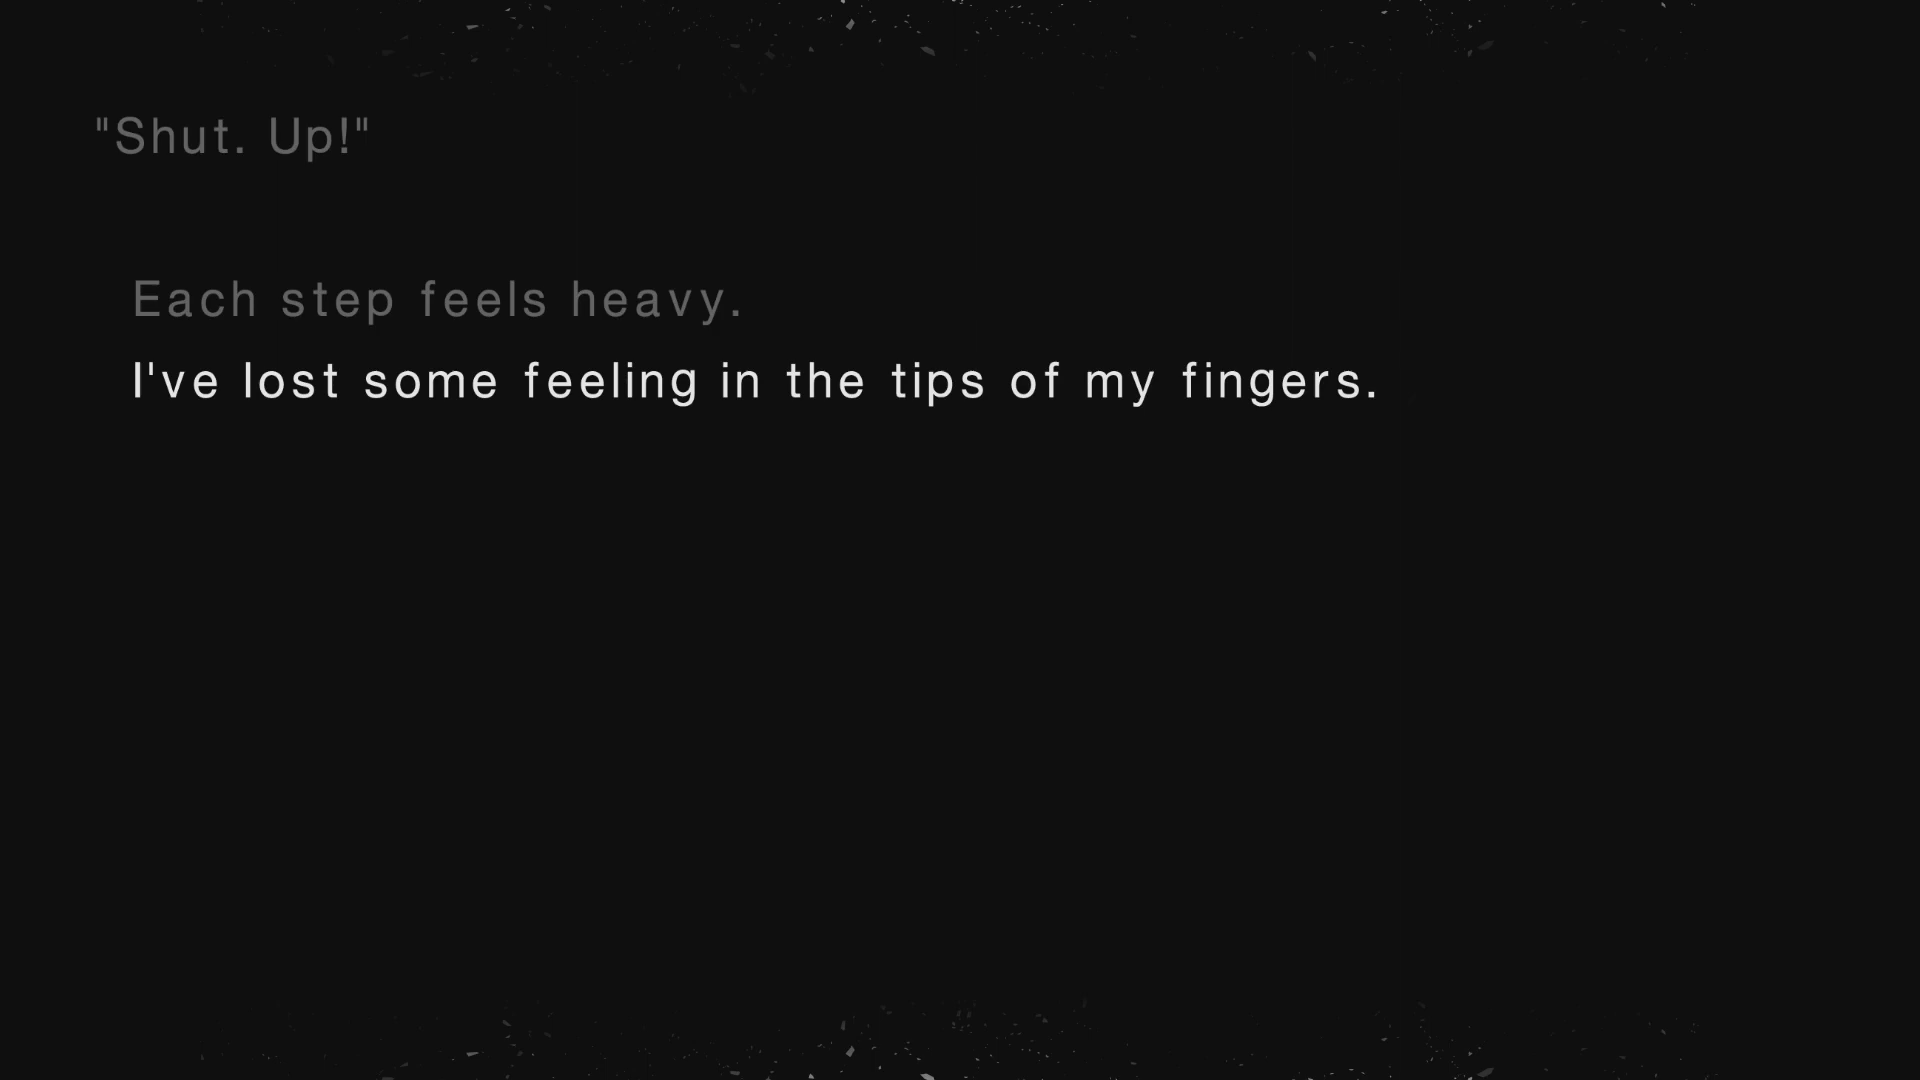 "Shut. Up!"
Each step feels heavy.
I've lost some feeling in the tips of my fingers.